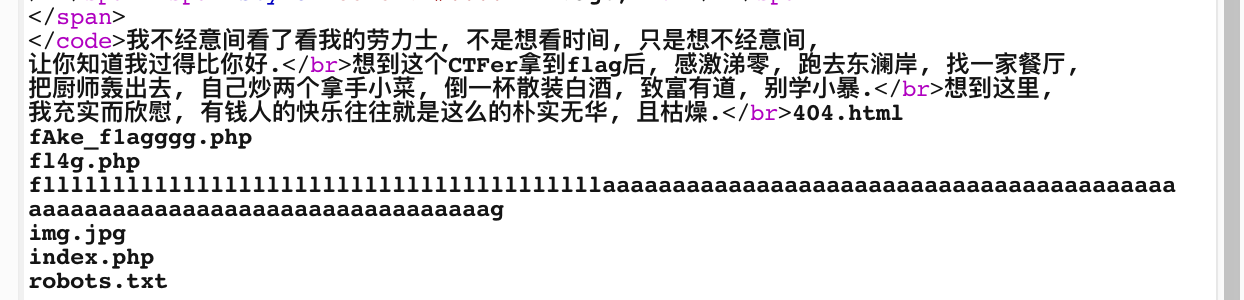 </span>
</code>我不经意间看了看我的劳力士, 不是想看时间, 只是想不经意间,
让你知道我过得比你好.</br>想到这个CTFer拿到flag后, 感激涕零, 跑去东澜岸, 找一家餐厅,
把厨师轰出去, 自己炒两个拿手小菜, 倒一杯散装白酒, 致富有道, 别学小暴.</br>想到这里,
我充实而欣慰, 有钱人的快乐往往就是这么的朴实无华, 且枯燥.</br>404.html
fAke_f1agggg.php
fl4g.php
fllllllllllllllllllllllllllllllllllllllllaaaaaaaaaaaaaaaaaaaaaaaaaaaaaaaaaaaaaaaaa
aaaaaaaaaaaaaaaaaaaaaaaaaaaaaaaaag
img.jpg
index.php
robots.txt